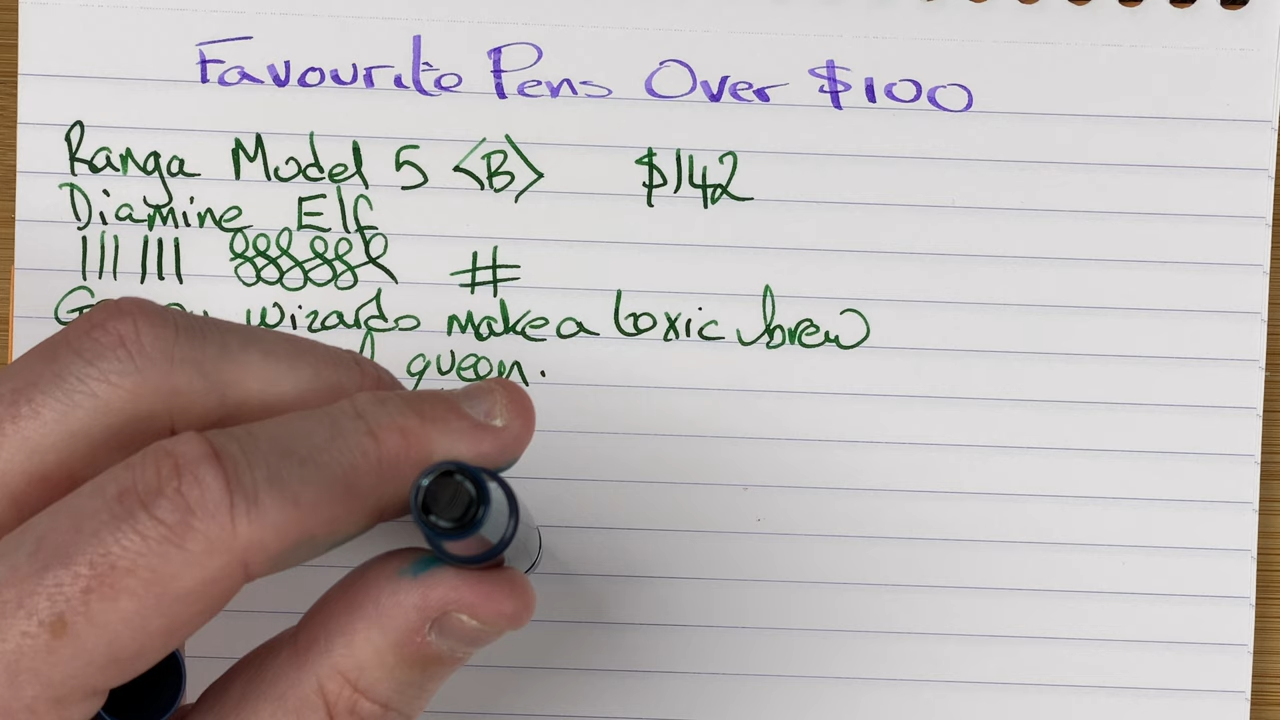 Favourite Pens Over $100
Ranga Model 5 <B> $142
Diamine Elf
#
wizards make a toxic brew
queen.